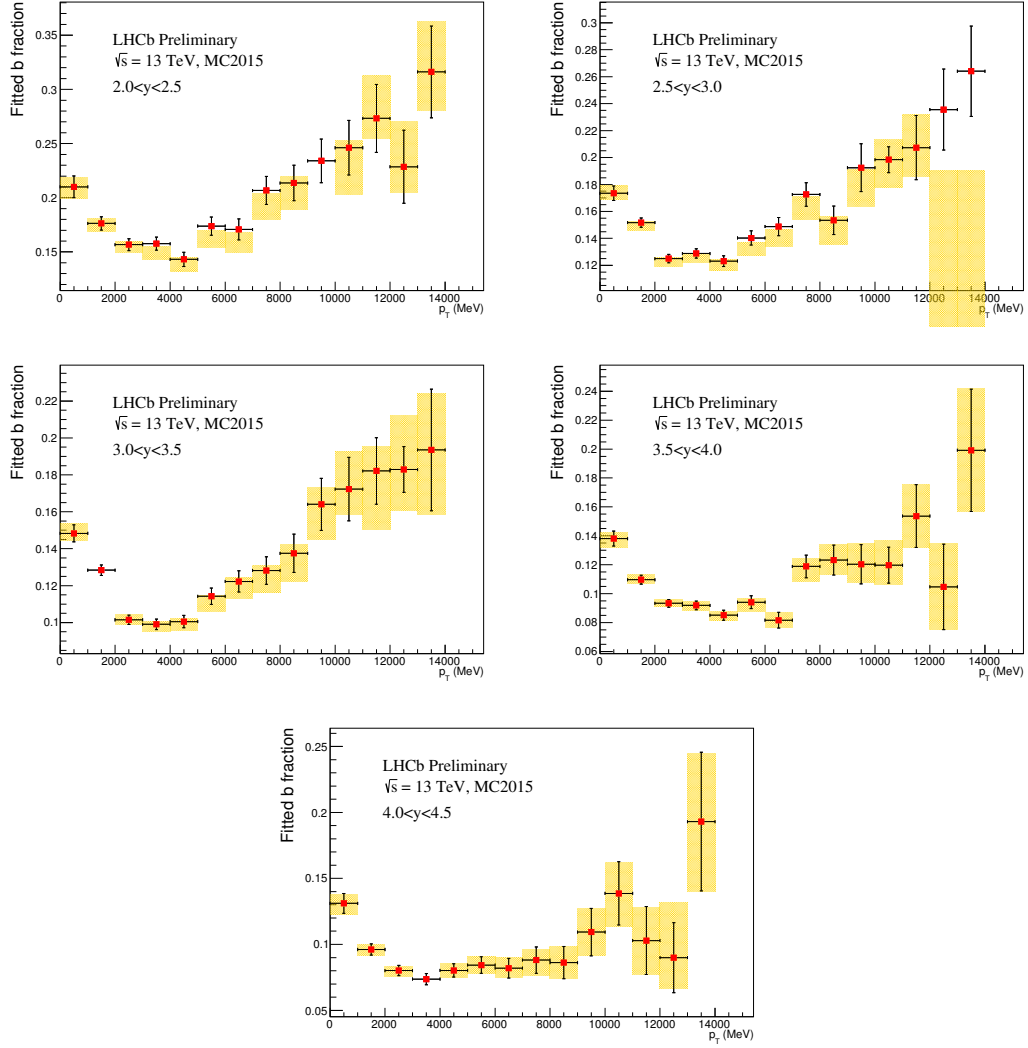 Fitted b fraction
LHCb Preliminary
√s = 13 TeV, MC2015
2.0<y<2.5
0.35
0.3
0.25
0.2
0.15
0 2000 4000 6000 8000 10000 12000 14000
p_T (MeV)
Fitted b fraction
LHCb Preliminary
√s = 13 TeV, MC2015
2.5<y<3.0
0.3
0.28
0.26
0.24
0.22
0.2
0.18
0.16
0.14
0.12
0 2000 4000 6000 8000 10000 12000 14000
p_T (MeV)
Fitted b fraction
LHCb Preliminary
√s = 13 TeV, MC2015
3.0<y<3.5
0.22
0.2
0.18
0.16
0.14
0.12
0.1
0 2000 4000 6000 8000 10000 12000 14000
p_T (MeV)
Fitted b fraction
LHCb Preliminary
√s = 13 TeV, MC2015
3.5<y<4.0
0.24
0.22
0.2
0.18
0.16
0.14
0.12
0.1
0.08
0.06
0 2000 4000 6000 8000 10000 12000 14000
p_T (MeV)
Fitted b fraction
LHCb Preliminary
√s = 13 TeV, MC2015
4.0<y<4.5
0.25
0.2
0.15
0.1
0.05
0 2000 4000 6000 8000 10000 12000 14000
p_T (MeV)